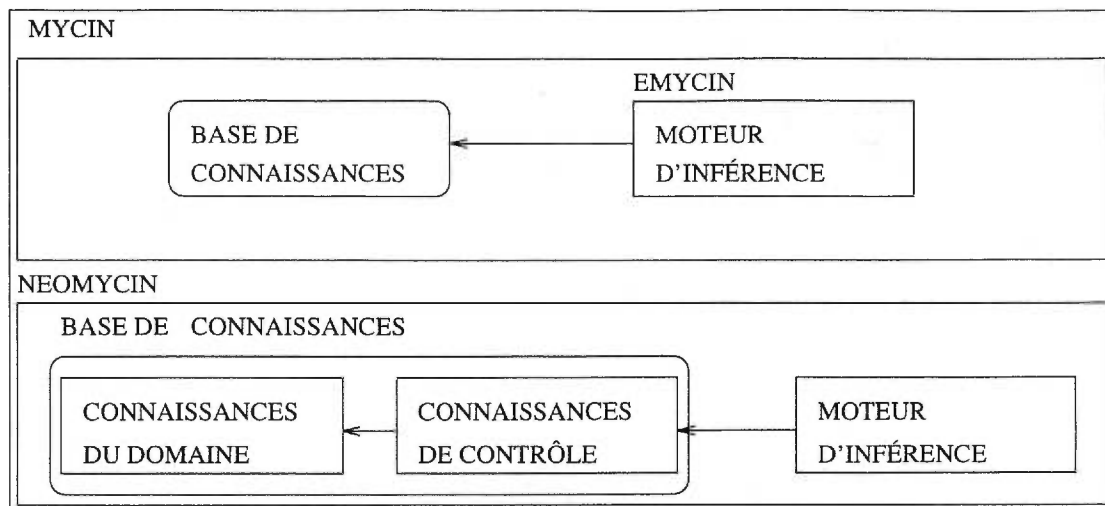 MYCIN
EMYCIN
BASE DE
CONNAISSANCES
MOTEUR
D'INFÉRENCE
NEOMYCIN
BASE DE CONNAISSANCES
CONNAISSANCES
DU DOMAINE
CONNAISSANCES
DE CONTRÔLE
MOTEUR
D'INFÉRENCE